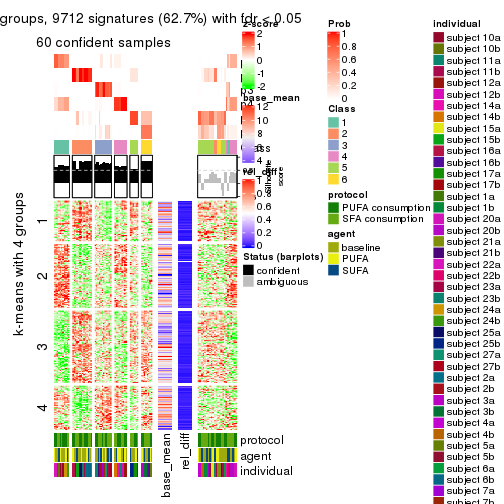 groups, 9712 signatures (62.7%) with fdr < 0.05
60 confident samples
k-means with 4 groups
1
2
3
4
base_mean
rel_diff
protocol
agent
individual
z-score
2
1
0
-1
-2
base_mean
12
10
8
6
4
rel_diff
1
0.8
0.6
0.4
0.2
0
Status (barplots)
confident
ambiguous
Prob
1
0.8
0.6
0.4
0.2
0
Class
1
2
3
4
5
6
protocol
PUFA consumption
SFA consumption
agent
baseline
PUFA
SUFA
individual
subject 10a
subject 10b
subject 11a
subject 11b
subject 12a
subject 12b
subject 14a
subject 14b
subject 15a
subject 15b
subject 16a
subject 16b
subject 17a
subject 17b
subject 1a
subject 1b
subject 20a
subject 20b
subject 21a
subject 21b
subject 22a
subject 22b
subject 23a
subject 23b
subject 24a
subject 24b
subject 25a
subject 25b
subject 27a
subject 27b
subject 2a
subject 2b
subject 3a
subject 3b
subject 4a
subject 4b
subject 5a
subject 5b
subject 6a
subject 6b
subject 7a
subject 7b